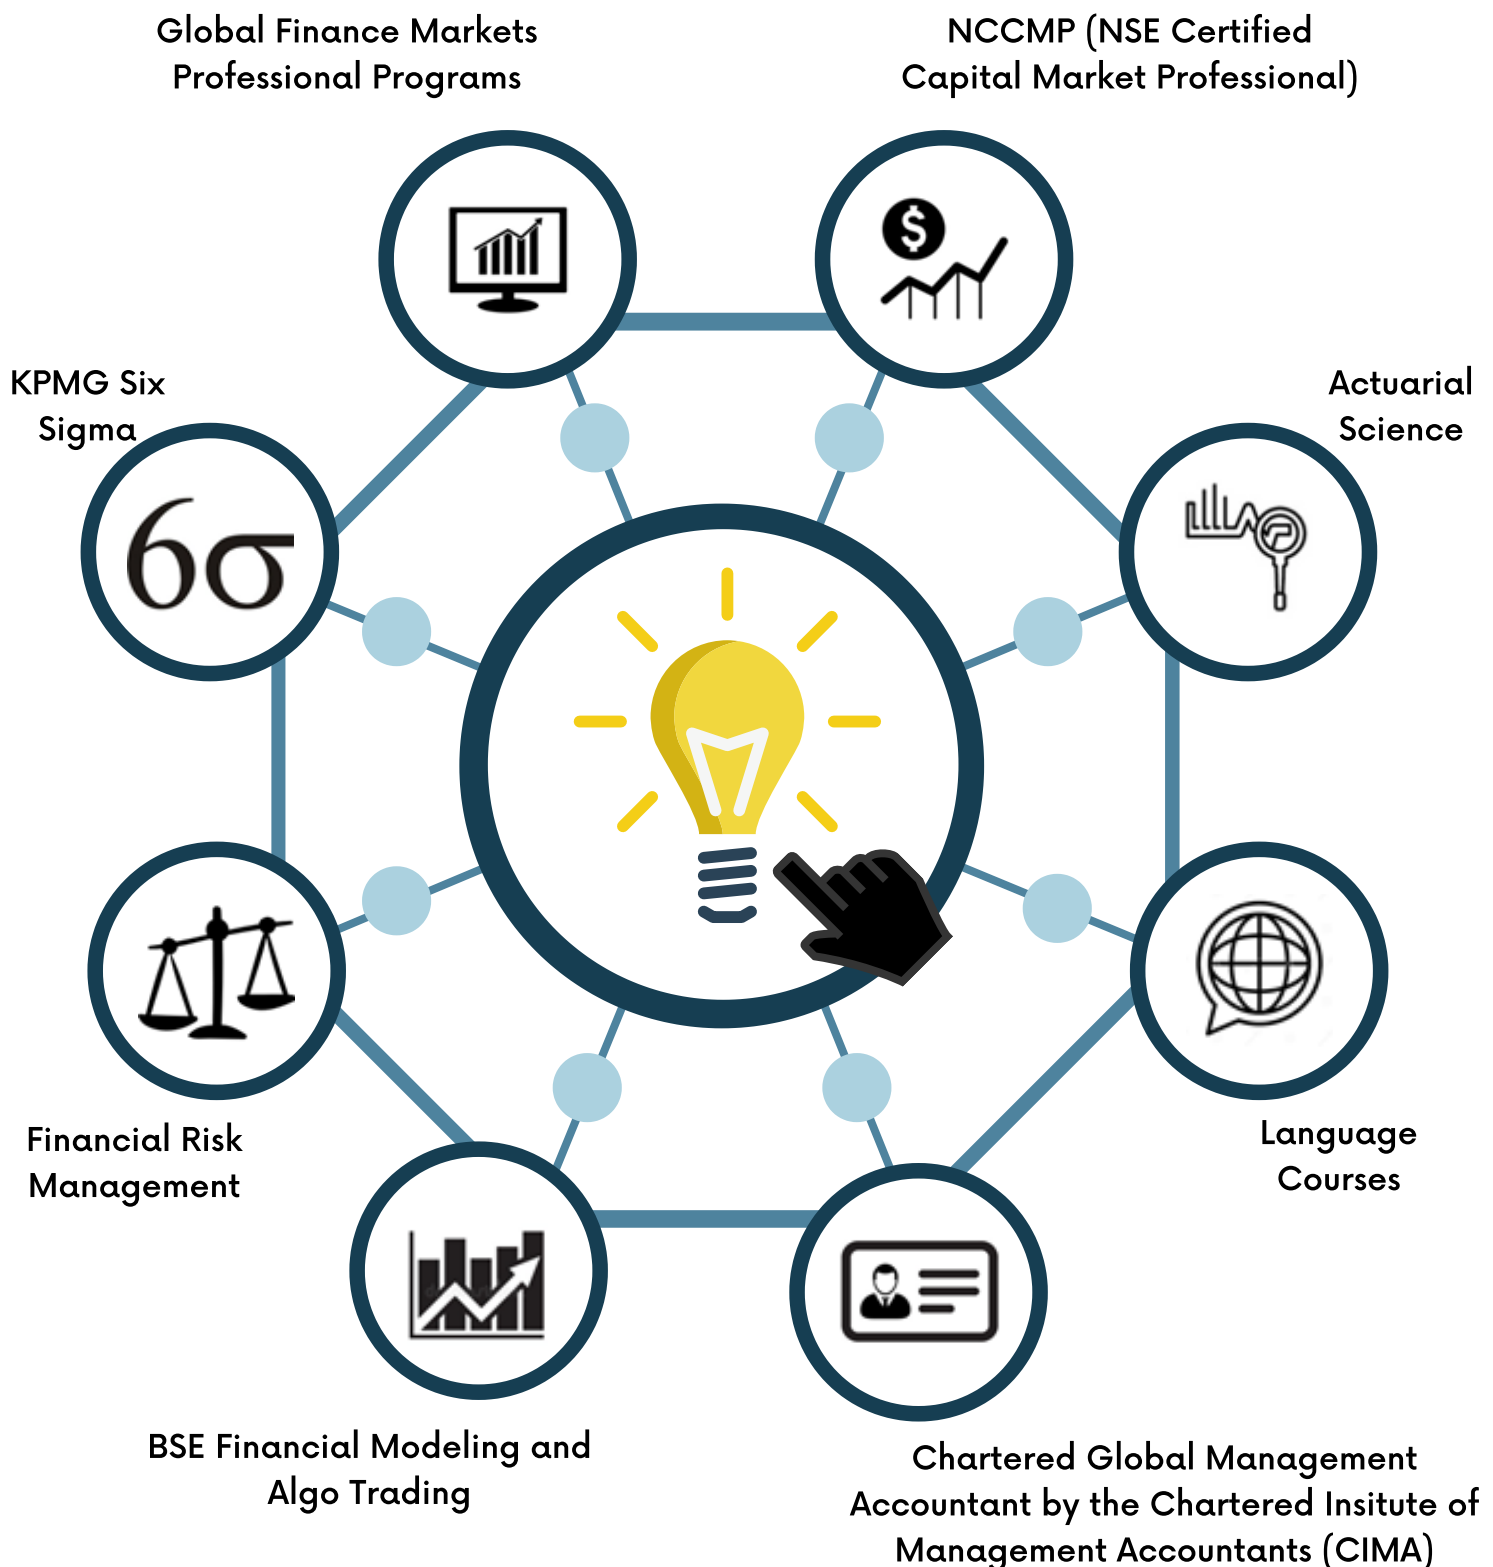 Global Finance Markets
Professional Programs
NCCMP (NSE Certified
Capital Market Professional)
KPMG Six
Sigma
Actuarial
Science
$
6σ
Financial Risk
Management
Language
Courses
BSE Financial Modeling and
Algo Trading
Chartered Global Management
Accountant by the Chartered Insitute of
Management Accountants (CIMA)